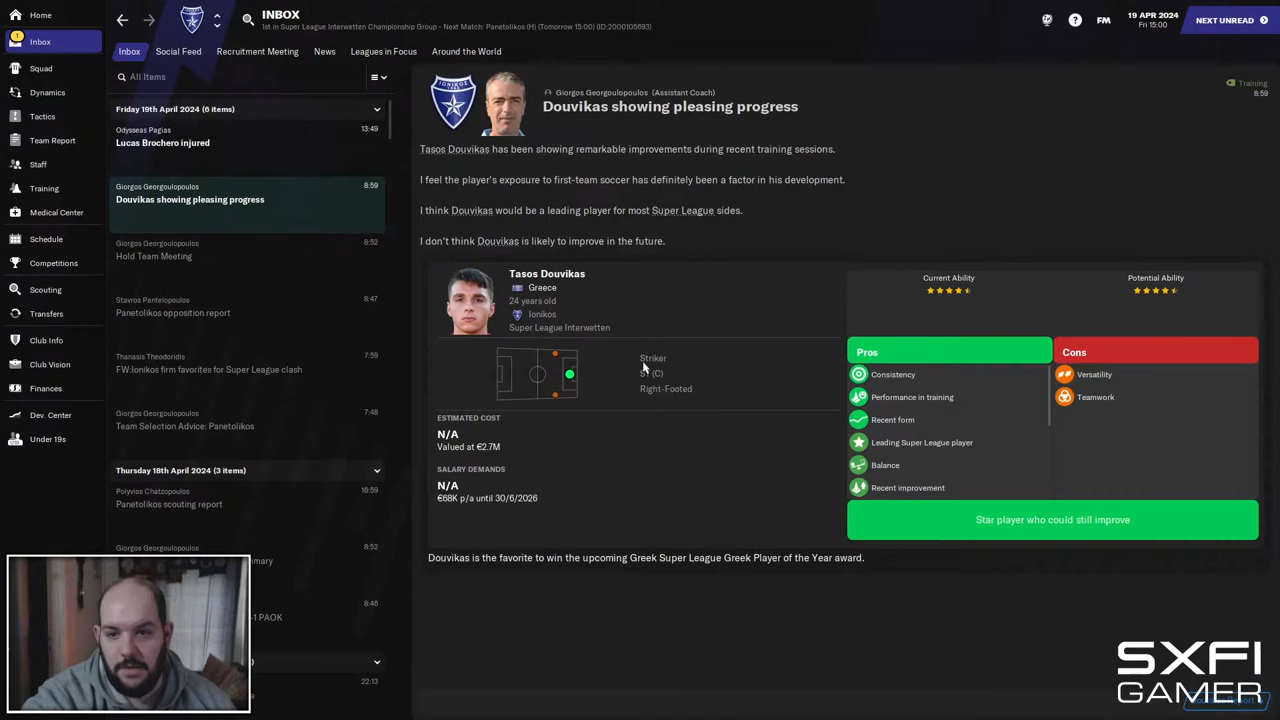 Home
Inbox
1
Squad
Dynamics
Tactics
Team Report
Staff
Training
Medical Center
Schedule
Competitions
Scouting
Transfers
Club Info
Club Vision
Finances
Dev. Center
Under 19s
INBOX
1st in Super League Interwetten Championship Group - Next Match: Panetolikos (H) (Tomorrow 15:00) (ID:2000105693)
FM
19 APR 2024
Fri 15:00
NEXT UNREAD
Inbox
Social Feed
Recruitment Meeting
News
Leagues in Focus
Around the World
All Items
Friday 19th April 2024 (6 items)
Odysseas Pagias
13:49
Lucas Brochero injured
Giorgos Georgoulopoulos
8:59
Douvikas showing pleasing progress
Giorgos Georgoulopoulos
8:52
Hold Team Meeting
Stavros Pantelopoulos
8:47
Panetolikos opposition report
Thanasis Theodoridis
7:59
FW:Ionikos firm favorites for Super League clash
Giorgos Georgoulopoulos
7:48
Team Selection Advice: Panetolikos
Thursday 18th April 2024 (3 items)
Polyvios Chatzopoulos
16:59
Panetolikos scouting report
Giorgos Georgoulopoulos
8:52
8:46
-1 PAOK
22:13
IONIKOS
Giorgos Georgoulopoulos (Assistant Coach)
Douvikas showing pleasing progress
Training
8:59
Tasos Douvikas has been showing remarkable improvements during recent training sessions.
I feel the player's exposure to first-team soccer has definitely been a factor in his development.
I think Douvikas would be a leading player for most Super League sides.
I don't think Douvikas is likely to improve in the future.
Tasos Douvikas
Greece
24 years old
Ionikos
Super League Interwetten
Striker
ST (C)
Right-Footed
ESTIMATED COST
N/A
Valued at €2.7M
SALARY DEMANDS
N/A
€68K p/a until 30/6/2026
Current Ability
Potential Ability
Pros
Consistency
Performance in training
Recent form
Leading Super League player
Balance
Recent improvement
Cons
Versatility
Teamwork
Star player who could still improve
Douvikas is the favorite to win the upcoming Greek Super League Greek Player of the Year award.
SXFI
GAMER